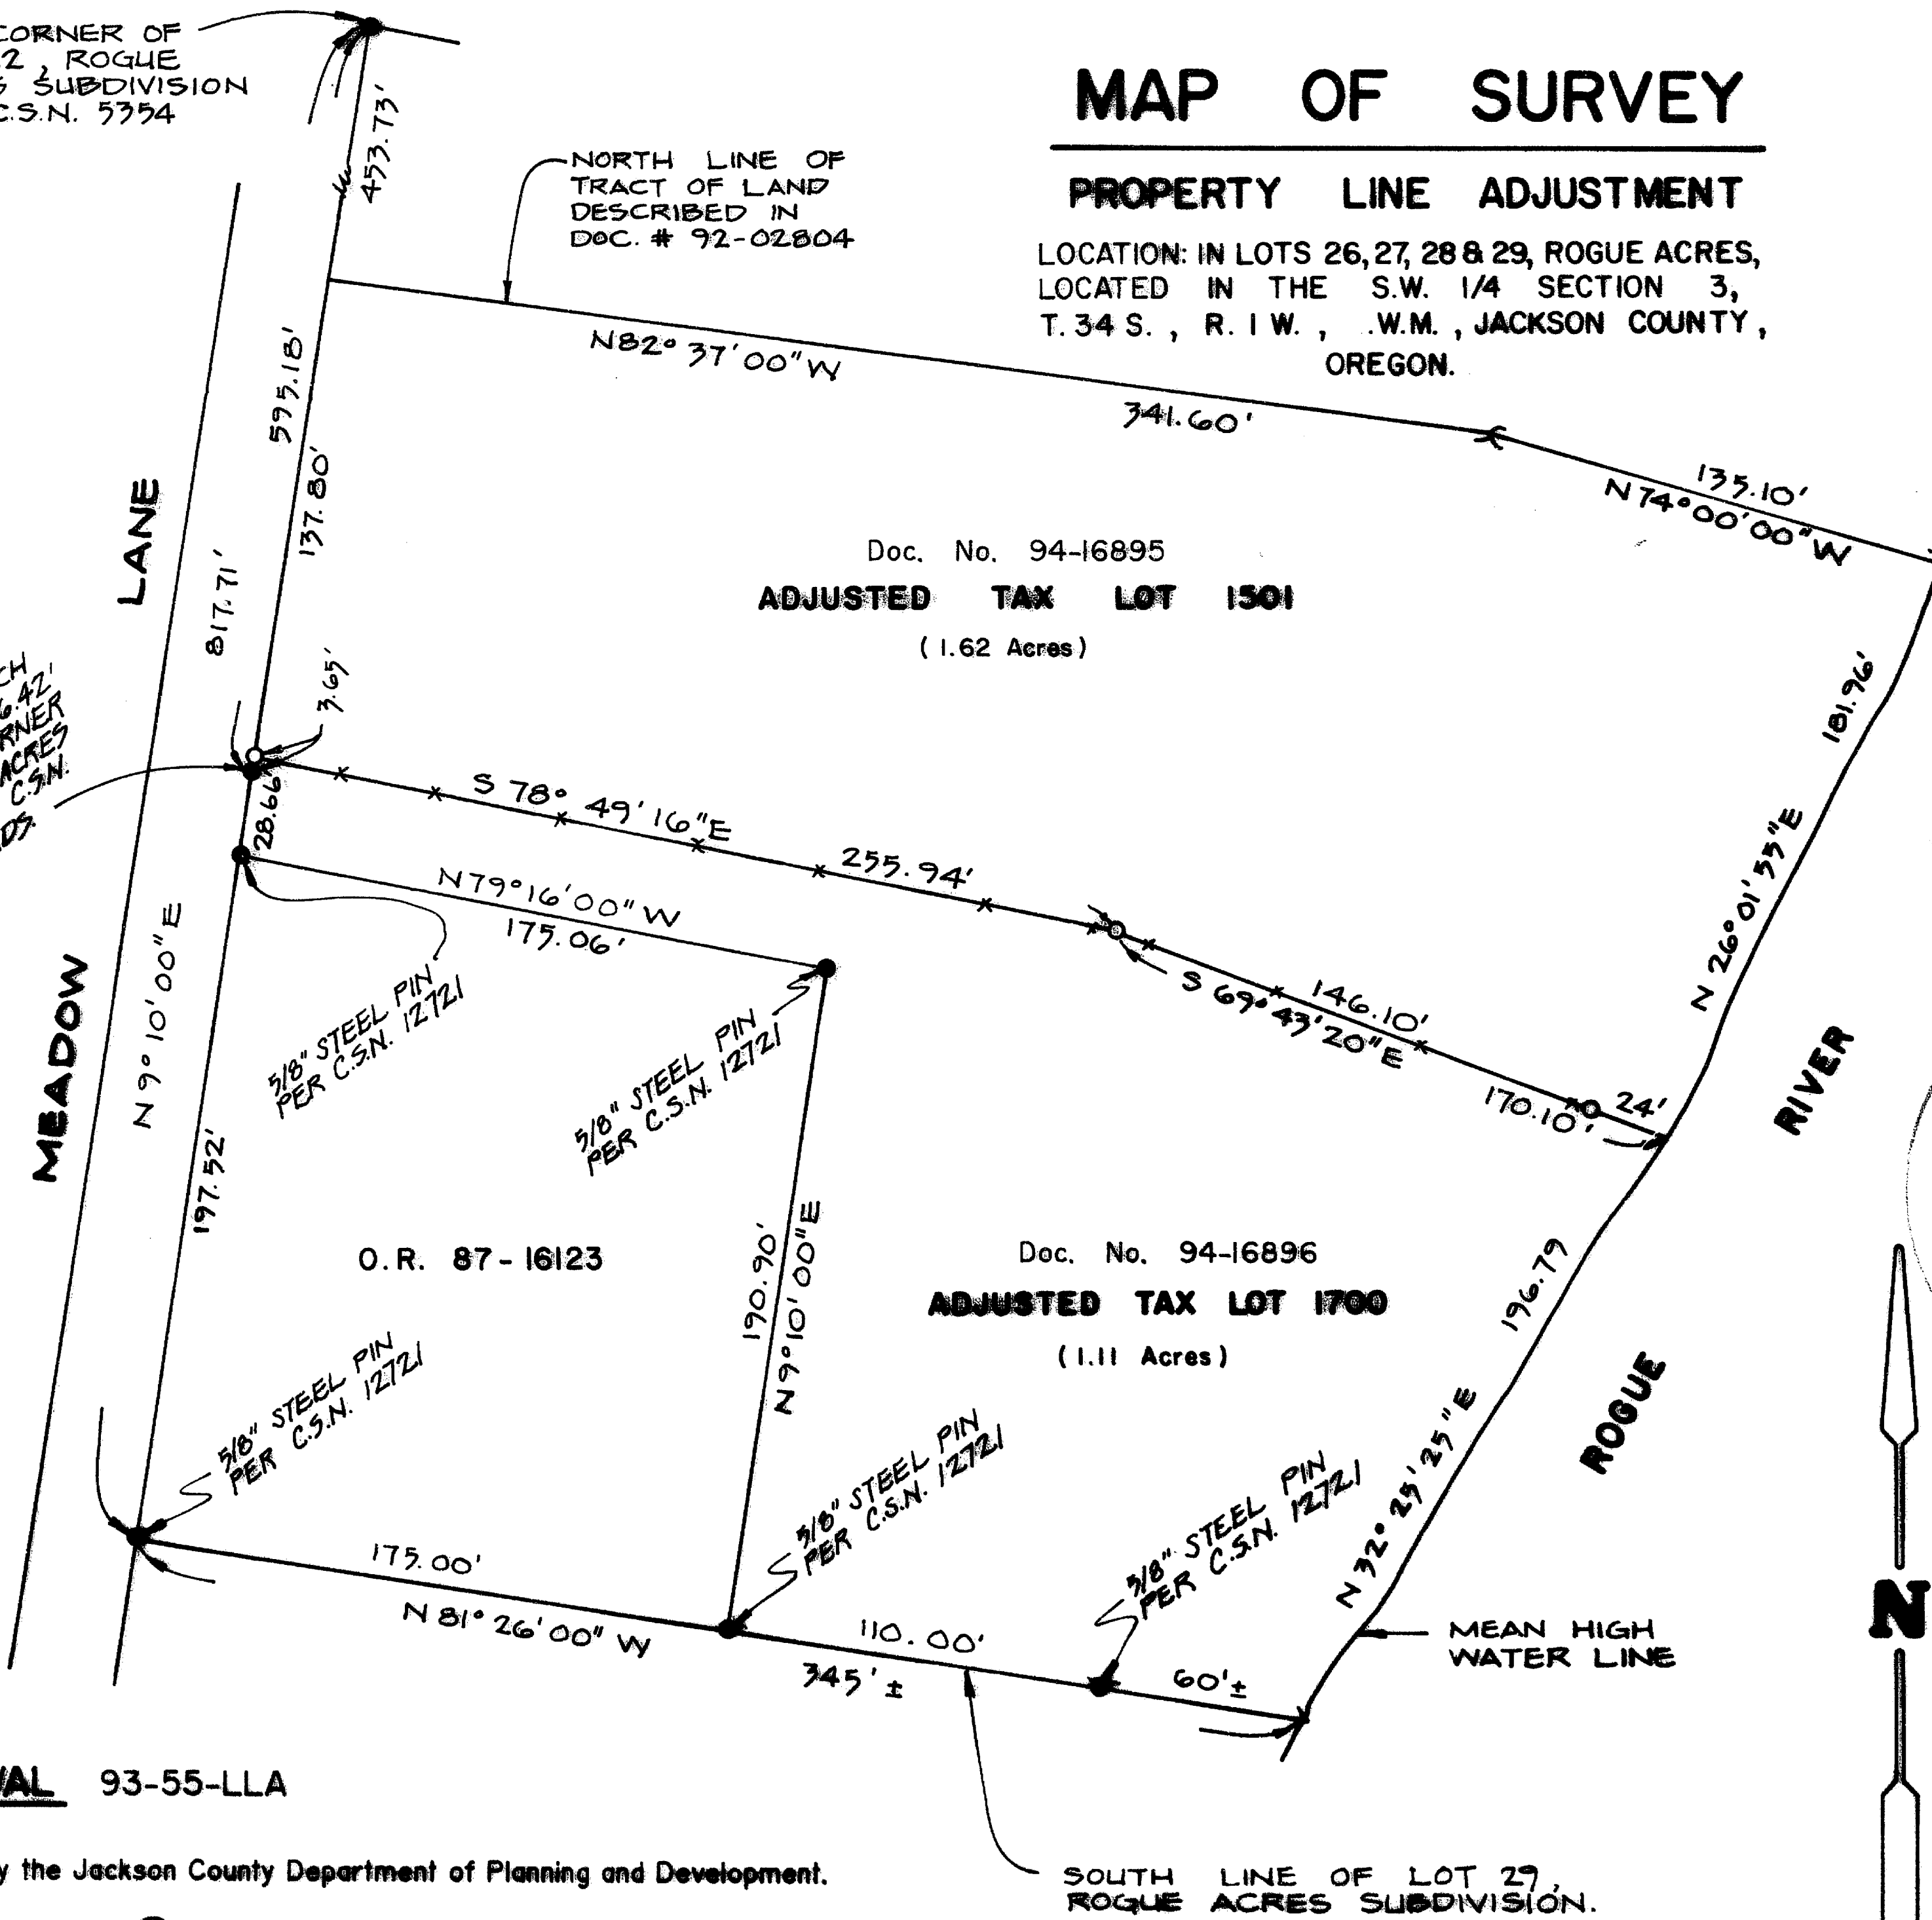 CORNER OF
2, ROGUE
SUBDIVISION
C.S.N. 5354
MAP OF SURVEY
PROPERTY LINE ADJUSTMENT
LOCATION: IN LOTS 26, 27, 28 & 29, ROGUE ACRES,
LOCATED IN THE S.W. 1/4 SECTION 3,
T. 34 S., R. 1 W., W.M., JACKSON COUNTY,
OREGON.
453.73'
NORTH LINE OF
TRACT OF LAND
DESCRIBED IN
DOC. # 92-02804
N82° 37' 00" W
341.60'
135.10'
N 74° 00' 00" W
595.18'
137.80'
817.71'
LANE
Doc. No. 94-16895
ADJUSTED TAX LOT 1501
(1.62 Acres)
3.65'
6.42'
ACRES
C.S.N.
28.66'
S 78° 49' 16" E
255.94'
181.96'
N 26° 01' 53" E
N79° 16' 00" W
175.06'
S 69° 43' 20" E
146.10'
170.10'
24'
5/8" STEEL PIN
PER C.S.N. 12721
5/8" STEEL PIN
PER C.S.N. 12721
MEADOW
N 9° 10' 00" E
197.52'
RIVER
O.R. 87-16123
190.90'
N 9° 10' 00" E
Doc. No. 94-16896
ADJUSTED TAX LOT 1700
(1.11 Acres)
196.79
N 32° 25' 25" E
ROGUE
5/8" STEEL PIN
PER C.S.N. 12721
5/8" STEEL PIN
PER C.S.N. 12721
5/8" STEEL PIN
PER C.S.N. 12721
175.00'
N 81° 26' 00" W
110.00'
345' ±
60' ±
MEAN HIGH
WATER LINE
N
93-55-LLA
the Jackson County Department of Planning and Development.
SOUTH LINE OF LOT 29,
ROGUE ACRES SUBDIVISION.